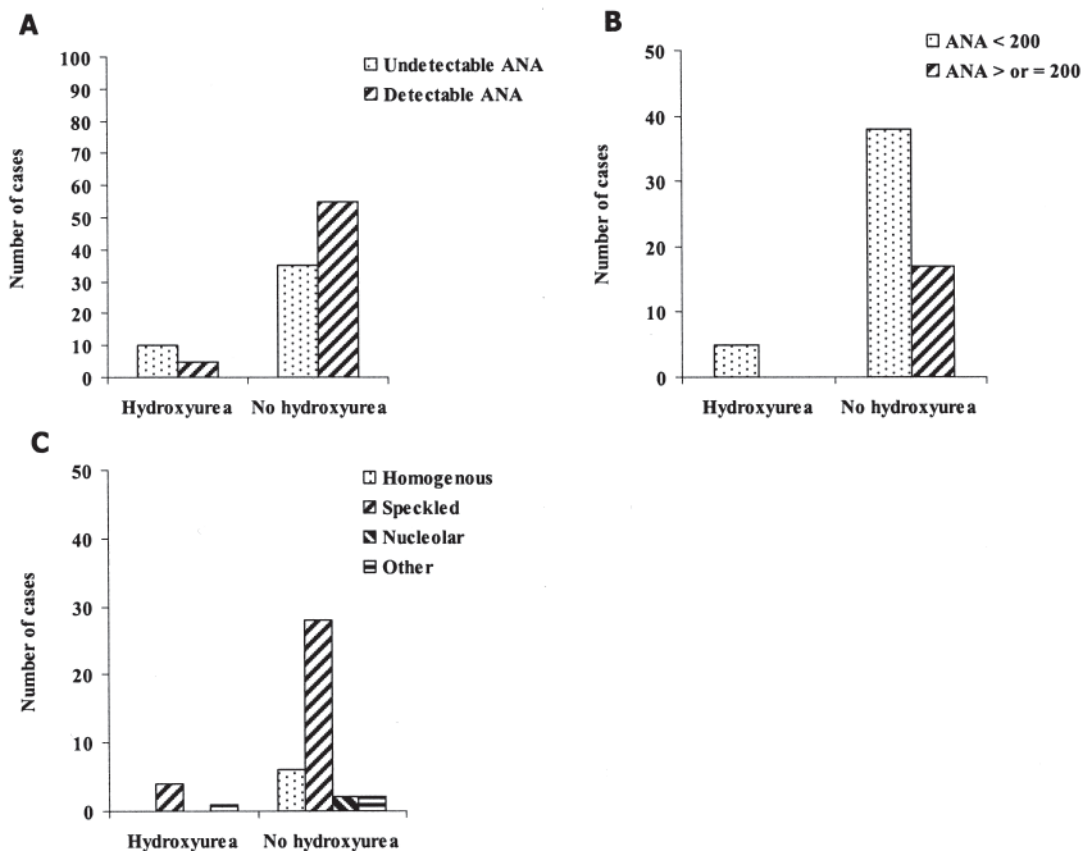 A
100
90
80
70
60
50
40
30
20
10
0
Number of cases
Undetectable ANA
Detectable ANA
Hydroxyurea No hydroxyurea
B
50
40
30
20
10
0
Number of cases
ANA < 200
ANA > or = 200
Hydroxyurea No hydroxyurea
C
50
40
30
20
10
0
Number of cases
Homogenous
Speckled
Nucleolar
Other
Hydroxyurea No hydroxyurea